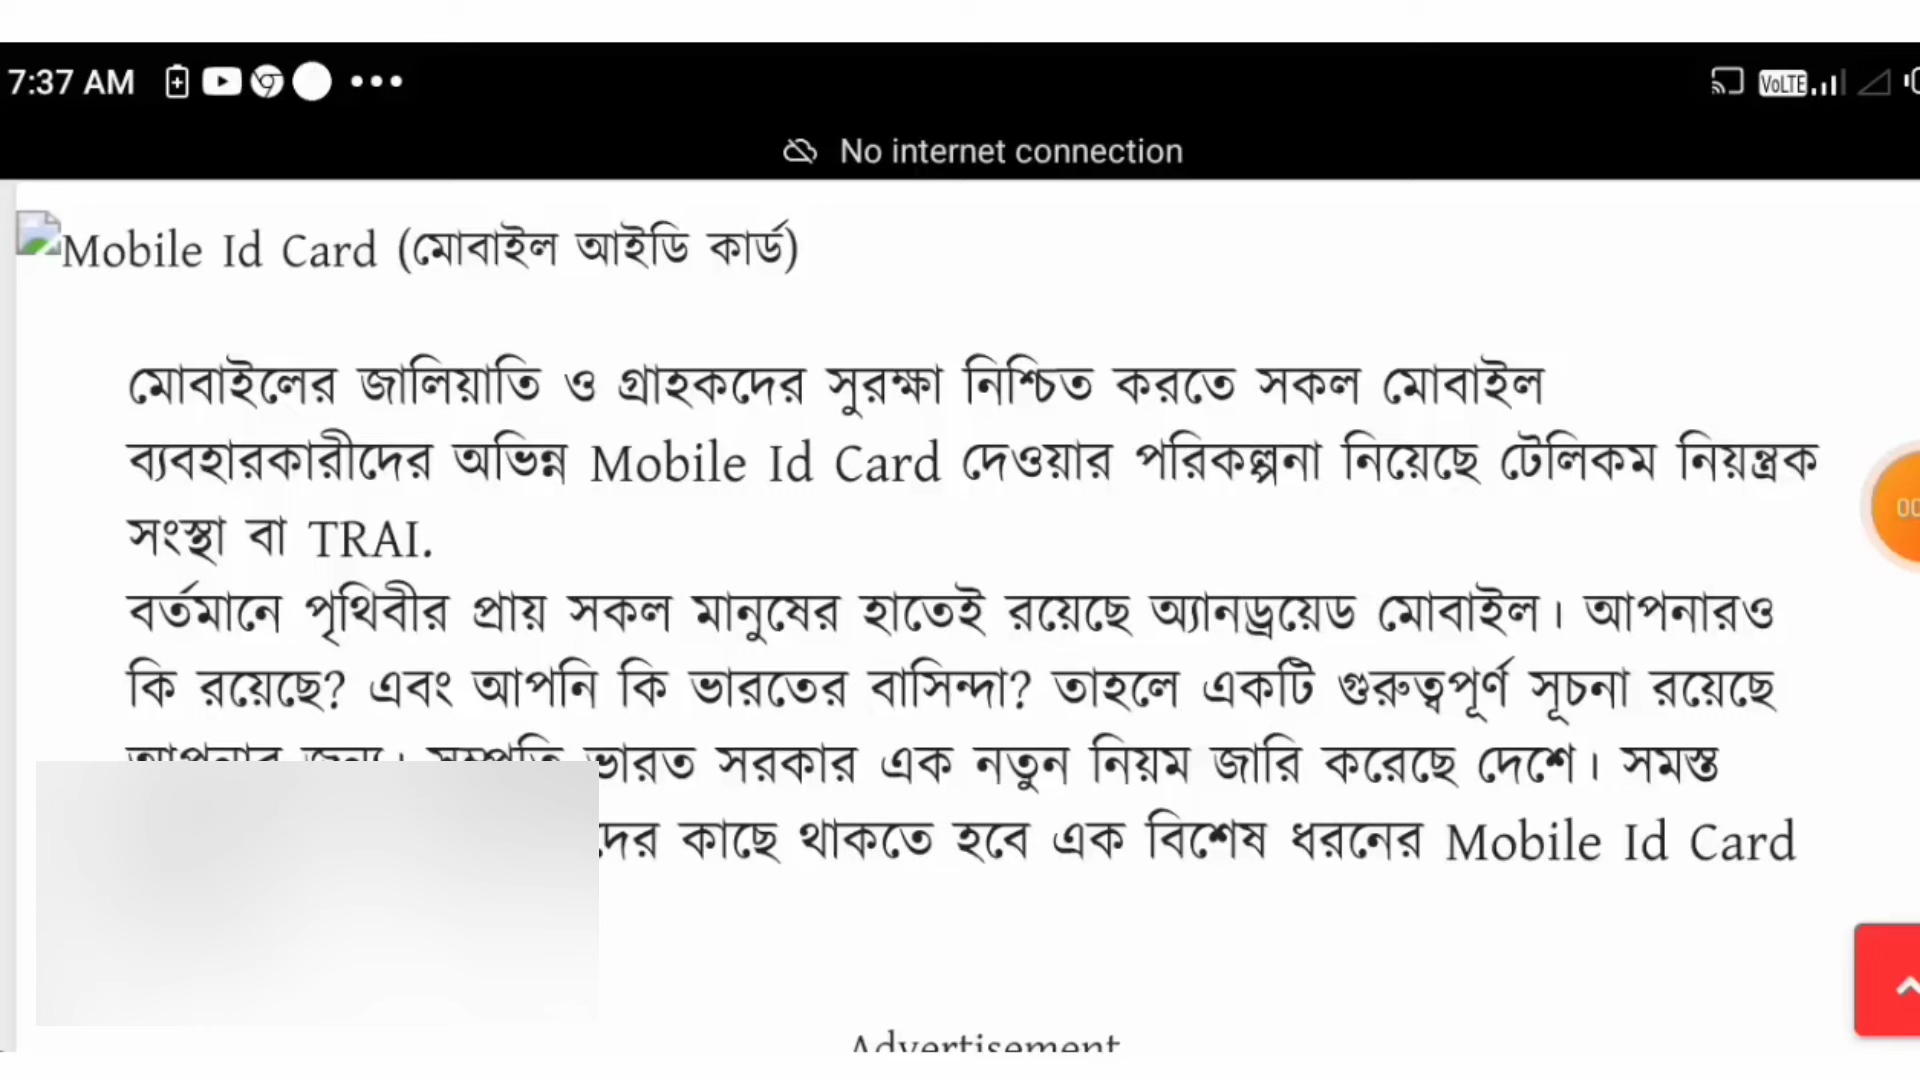 7:37 AM
VoLTE
No internet connection
Mobile Id Card (মোবাইল আইডি কার্ড)
মোবাইলের জালিয়াতি ও গ্রাহকদের সুরক্ষা নিশ্চিত করতে সকল মোবাইল
ব্যবহারকারীদের অভিন্ন Mobile Id Card দেওয়ার পরিকল্পনা নিয়েছে টেলিকম নিয়ন্ত্রক
সংস্থা বা TRAI.
বর্তমানে পৃথিবীর প্রায় সকল মানুষের হাতেই রয়েছে অ্যানড্রয়েড মোবাইল। আপনারও
কি রয়েছে? এবং আপনি কি ভারতের বাসিন্দা? তাহলে একটি গুরুত্বপূর্ণ সূচনা রয়েছে
ভারত সরকার এক নতুন নিয়ম জারি করেছে দেশে। সমস্ত
দের কাছে থাকতে হবে এক বিশেষ ধরনের Mobile Id Card
Advertisement